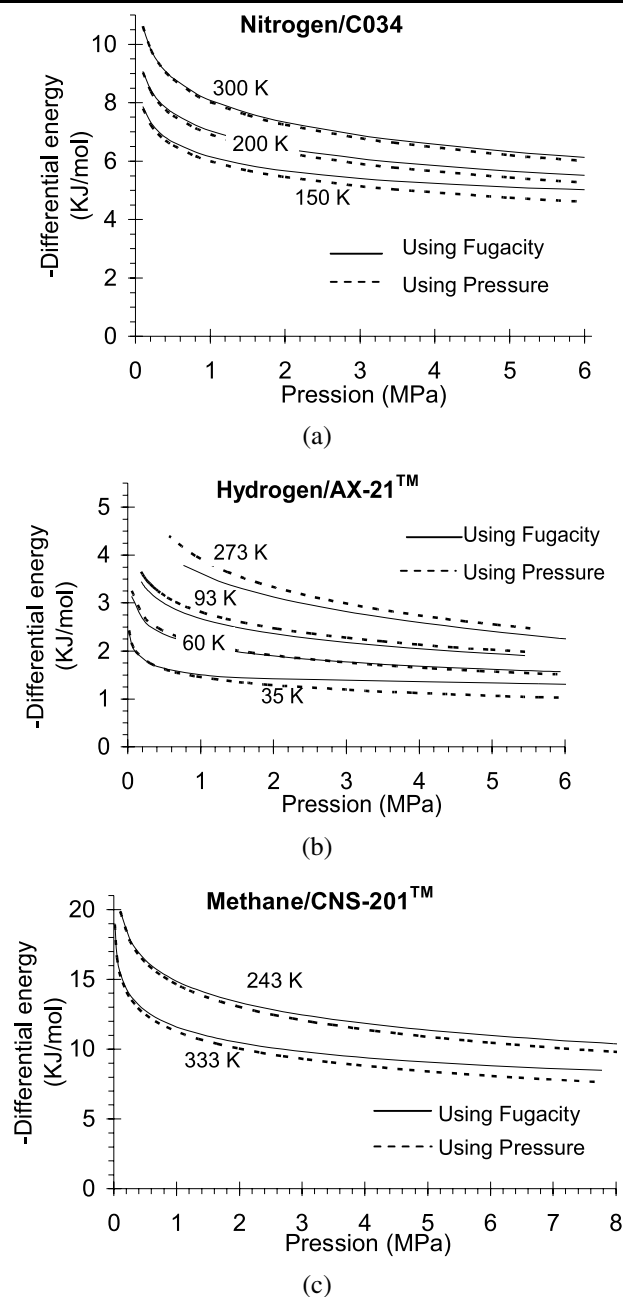 Nitrogen/C034
-Differential energy
(KJ/mol)
10
8
6
4
2
0
300 K
200 K
150 K
Using Fugacity
Using Pressure
0 1 2 3 4 5 6
Pression (MPa)
(a)
Hydrogen/AX-21™
-Differential energy
(KJ/mol)
5
4
3
2
1
0
273 K
93 K
60 K
35 K
Using Fugacity
Using Pressure
0 1 2 3 4 5 6
Pression (MPa)
(b)
Methane/CNS-201™
-Differential energy
(KJ/mol)
20
15
10
5
0
243 K
333 K
Using Fugacity
Using Pressure
0 1 2 3 4 5 6 7 8
Pression (MPa)
(c)